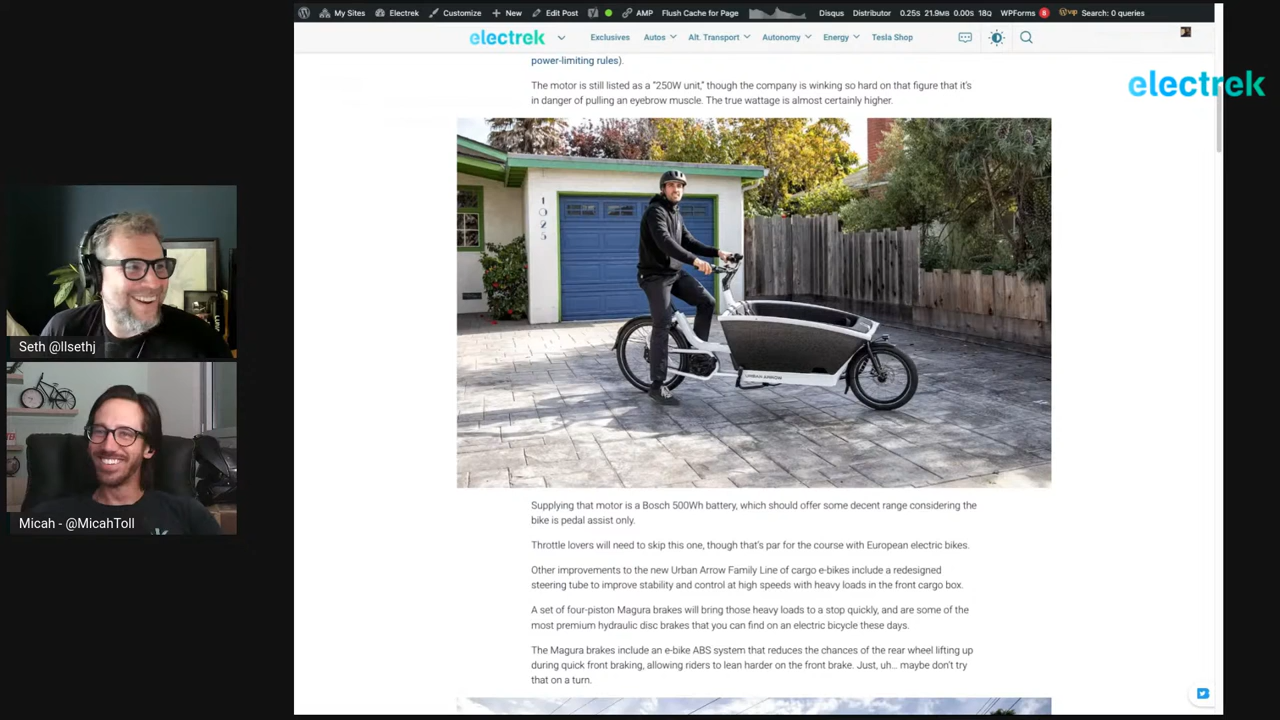 My Sites Electrek Customize New Edit Post AMP Flush Cache for Page Disqus Distributor 0.25s 21.9MB 0.00s 18Q WPForms 8 vip Search: 0 queries
electrek Exclusives Autos Alt. Transport Autonomy Energy Tesla Shop
electrek
power-limiting rules).
The motor is still listed as a "250W unit," though the company is winking so hard on that figure that it's
in danger of pulling an eyebrow muscle. The true wattage is almost certainly higher.
1025
URBAN ARROW
Seth @llsethj
Micah - @MicahToll
Supplying that motor is a Bosch 500Wh battery, which should offer some decent range considering the
bike is pedal assist only.
Throttle lovers will need to skip this one, though that's par for the course with European electric bikes.
Other improvements to the new Urban Arrow Family Line of cargo e-bikes include a redesigned
steering tube to improve stability and control at high speeds with heavy loads in the front cargo box.
A set of four-piston Magura brakes will bring those heavy loads to a stop quickly, and are some of the
most premium hydraulic disc brakes that you can find on an electric bicycle these days.
The Magura brakes include an e-bike ABS system that reduces the chances of the rear wheel lifting up
during quick front braking, allowing riders to lean harder on the front brake. Just, uh… maybe don't try
that on a turn.